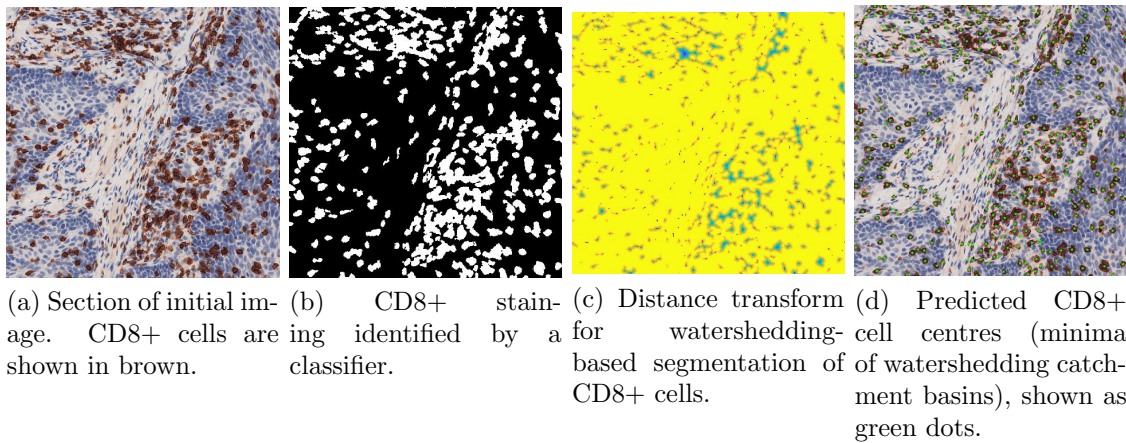 (a) Section of initial im-
age. CD8+ cells are
shown in brown.
(b) CD8+ stain-
ing identified by a
classifier.
(c) Distance transform
for watershedding-
based segmentation of
CD8+ cells.
(d) Predicted CD8+
cell centres (minima
of watershedding catch-
ment basins), shown as
green dots.